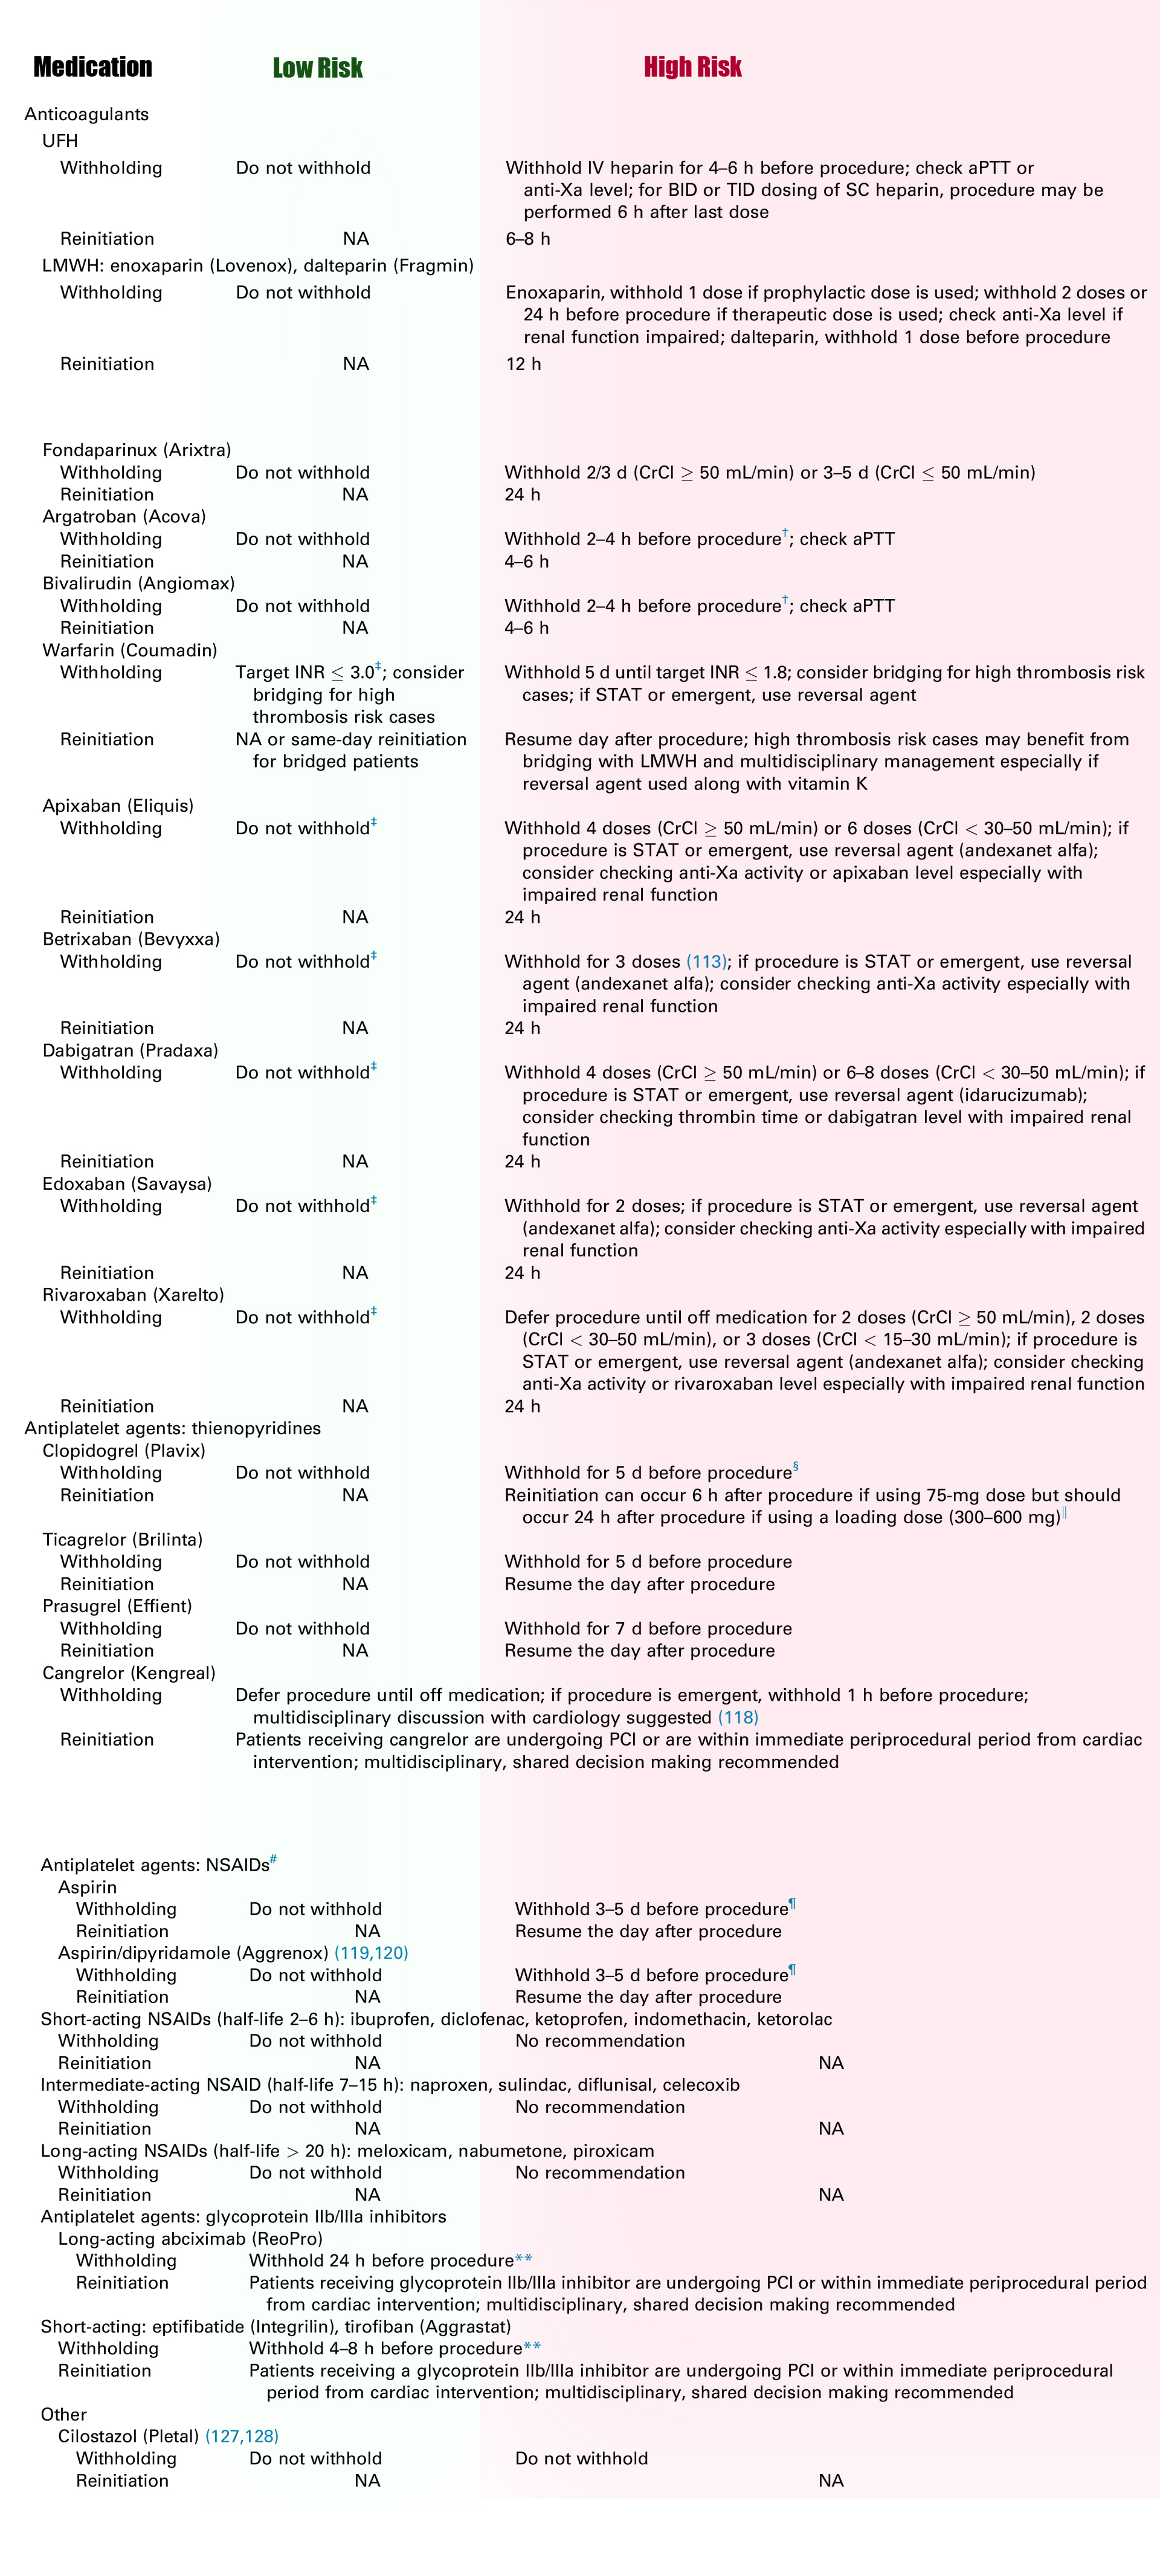 Medication Low Risk High Risk
Anticoagulants
UFH
Withholding Do not withhold Withhold IV heparin for 4–6 h before procedure; check aPTT or
anti-Xa level; for BID or TID dosing of SC heparin, procedure may be
performed 6 h after last dose
Reinitiation NA 6–8 h
LMWH: enoxaparin (Lovenox), dalteparin (Fragmin)
Withholding Do not withhold Enoxaparin, withhold 1 dose if prophylactic dose is used; withhold 2 doses or
24 h before procedure if therapeutic dose is used; check anti-Xa level if
renal function impaired; dalteparin, withhold 1 dose before procedure
Reinitiation NA 12 h
Fondaparinux (Arixtra)
Withholding Do not withhold Withhold 2/3 d (CrCl ≥ 50 mL/min) or 3–5 d (CrCl ≤ 50 mL/min)
Reinitiation NA 24 h
Argatroban (Acova)
Withholding Do not withhold Withhold 2–4 h before procedure†; check aPTT
Reinitiation NA 4–6 h
Bivalirudin (Angiomax)
Withholding Do not withhold Withhold 2–4 h before procedure†; check aPTT
Reinitiation NA 4–6 h
Warfarin (Coumadin)
Withholding Target INR ≤ 3.0‡; consider Withhold 5 d until target INR ≤ 1.8; consider bridging for high thrombosis risk
bridging for high cases; if STAT or emergent, use reversal agent
thrombosis risk cases
Reinitiation NA or same-day reinitiation Resume day after procedure; high thrombosis risk cases may benefit from
for bridged patients bridging with LMWH and multidisciplinary management especially if
reversal agent used along with vitamin K
Apixaban (Eliquis)
Withholding Do not withhold‡ Withhold 4 doses (CrCl ≥ 50 mL/min) or 6 doses (CrCl < 30–50 mL/min); if
procedure is STAT or emergent, use reversal agent (andexanet alfa);
consider checking anti-Xa activity or apixaban level especially with
impaired renal function
Reinitiation NA 24 h
Betrixaban (Bevyxxa)
Withholding Do not withhold‡ Withhold for 3 doses (113); if procedure is STAT or emergent, use reversal
agent (andexanet alfa); consider checking anti-Xa activity especially with
impaired renal function
Reinitiation NA 24 h
Dabigatran (Pradaxa)
Withholding Do not withhold‡ Withhold 4 doses (CrCl ≥ 50 mL/min) or 6–8 doses (CrCl < 30–50 mL/min); if
procedure is STAT or emergent, use reversal agent (idarucizumab);
consider checking thrombin time or dabigatran level with impaired renal
function
Reinitiation NA 24 h
Edoxaban (Savaysa)
Withholding Do not withhold‡ Withhold for 2 doses; if procedure is STAT or emergent, use reversal agent
(andexanet alfa); consider checking anti-Xa activity especially with impaired
renal function
Reinitiation NA 24 h
Rivaroxaban (Xarelto)
Withholding Do not withhold‡ Defer procedure until off medication for 2 doses (CrCl ≥ 50 mL/min), 2 doses
(CrCl < 30–50 mL/min), or 3 doses (CrCl < 15–30 mL/min); if procedure is
STAT or emergent, use reversal agent (andexanet alfa); consider checking
anti-Xa activity or rivaroxaban level especially with impaired renal function
Reinitiation NA 24 h
Antiplatelet agents: thienopyridines
Clopidogrel (Plavix)
Withholding Do not withhold Withhold for 5 d before procedure§
Reinitiation NA Reinitiation can occur 6 h after procedure if using 75-mg dose but should
occur 24 h after procedure if using a loading dose (300–600 mg)‖
Ticagrelor (Brilinta)
Withholding Do not withhold Withhold for 5 d before procedure
Reinitiation NA Resume the day after procedure
Prasugrel (Effient)
Withholding Do not withhold Withhold for 7 d before procedure
Reinitiation NA Resume the day after procedure
Cangrelor (Kengreal)
Withholding Defer procedure until off medication; if procedure is emergent, withhold 1 h before procedure;
multidisciplinary discussion with cardiology suggested (118)
Reinitiation Patients receiving cangrelor are undergoing PCI or are within immediate periprocedural period from cardiac
intervention; multidisciplinary, shared decision making recommended
Antiplatelet agents: NSAIDs#
Aspirin
Withholding Do not withhold Withhold 3–5 d before procedure¶
Reinitiation NA Resume the day after procedure
Aspirin/dipyridamole (Aggrenox) (119,120)
Withholding Do not withhold Withhold 3–5 d before procedure¶
Reinitiation NA Resume the day after procedure
Short-acting NSAIDs (half-life 2–6 h): ibuprofen, diclofenac, ketoprofen, indomethacin, ketorolac
Withholding Do not withhold No recommendation
Reinitiation NA NA
Intermediate-acting NSAID (half-life 7–15 h): naproxen, sulindac, diflunisal, celecoxib
Withholding Do not withhold No recommendation
Reinitiation NA NA
Long-acting NSAIDs (half-life > 20 h): meloxicam, nabumetone, piroxicam
Withholding Do not withhold No recommendation
Reinitiation NA NA
Antiplatelet agents: glycoprotein IIb/IIIa inhibitors
Long-acting abciximab (ReoPro)
Withholding Withhold 24 h before procedure**
Reinitiation Patients receiving glycoprotein IIb/IIIa inhibitor are undergoing PCI or within immediate periprocedural period
from cardiac intervention; multidisciplinary, shared decision making recommended
Short-acting: eptifibatide (Integrilin), tirofiban (Aggrastat)
Withholding Withhold 4–8 h before procedure**
Reinitiation Patients receiving a glycoprotein IIb/IIIa inhibitor are undergoing PCI or within immediate periprocedural
period from cardiac intervention; multidisciplinary, shared decision making recommended
Other
Cilostazol (Pletal) (127,128)
Withholding Do not withhold Do not withhold
Reinitiation NA NA